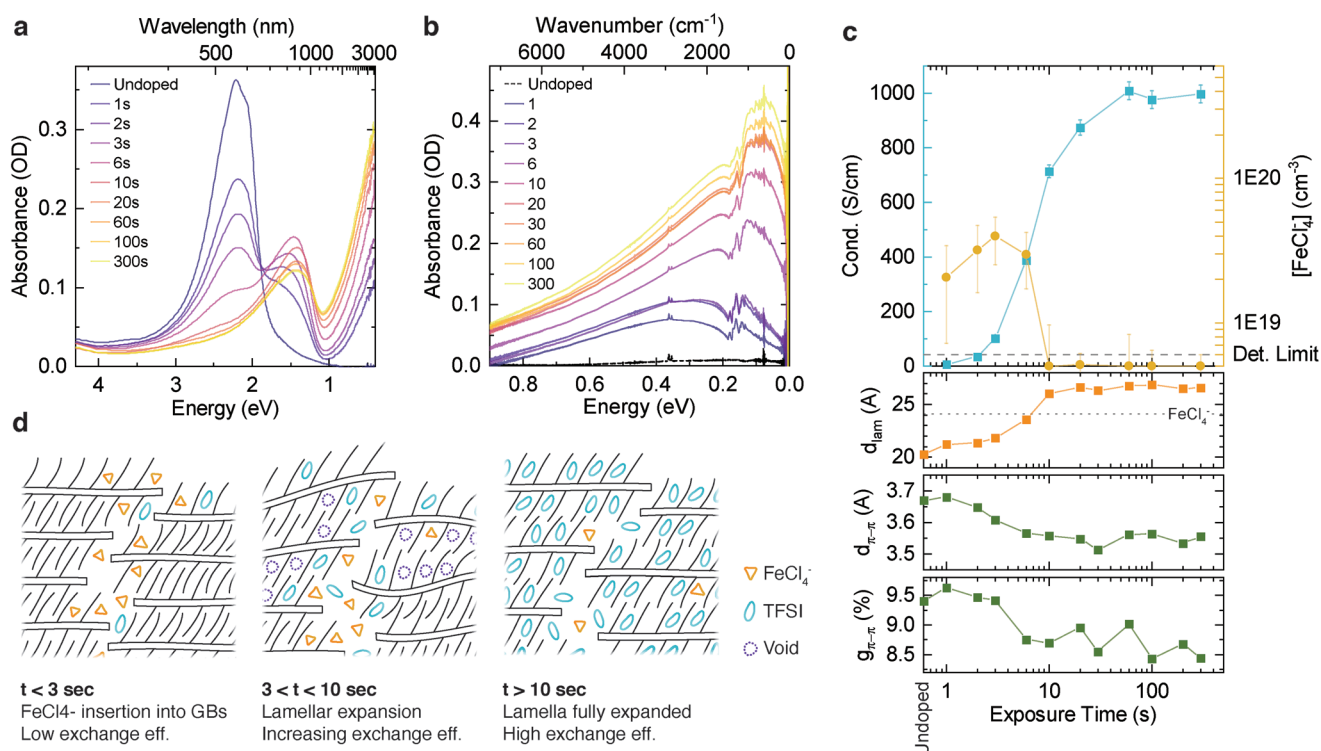 a
Wavelength (nm)
500 1000 3000
Absorbance (OD)
0.3
0.2
0.1
0.0
Undoped
1s
2s
3s
6s
10s
20s
60s
100s
300s
4 3 2 1
Energy (eV)
b
Wavenumber (cm⁻¹)
6000 4000 2000 0
Absorbance (OD)
0.4
0.3
0.2
0.1
0.0
Undoped
1
2
3
6
10
20
30
60
100
300
0.8 0.6 0.4 0.2 0.0
Energy (eV)
c
Cond. (S/cm)
1000
800
600
400
200
0
[FeCl₄⁻] (cm⁻³)
1E20
1E19
Det. Limit
d_lam (A)
25
20
FeCl₄⁻
d_π-π (A)
3.7
3.6
3.5
g_π-π (%)
9.5
9.0
8.5
Undoped
1 10 100
Exposure Time (s)
d
FeCl₄⁻
TFSI
Void
t < 3 sec
FeCl4- insertion into GBs
Low exchange eff.
3 < t < 10 sec
Lamellar expansion
Increasing exchange eff.
t > 10 sec
Lamella fully expanded
High exchange eff.